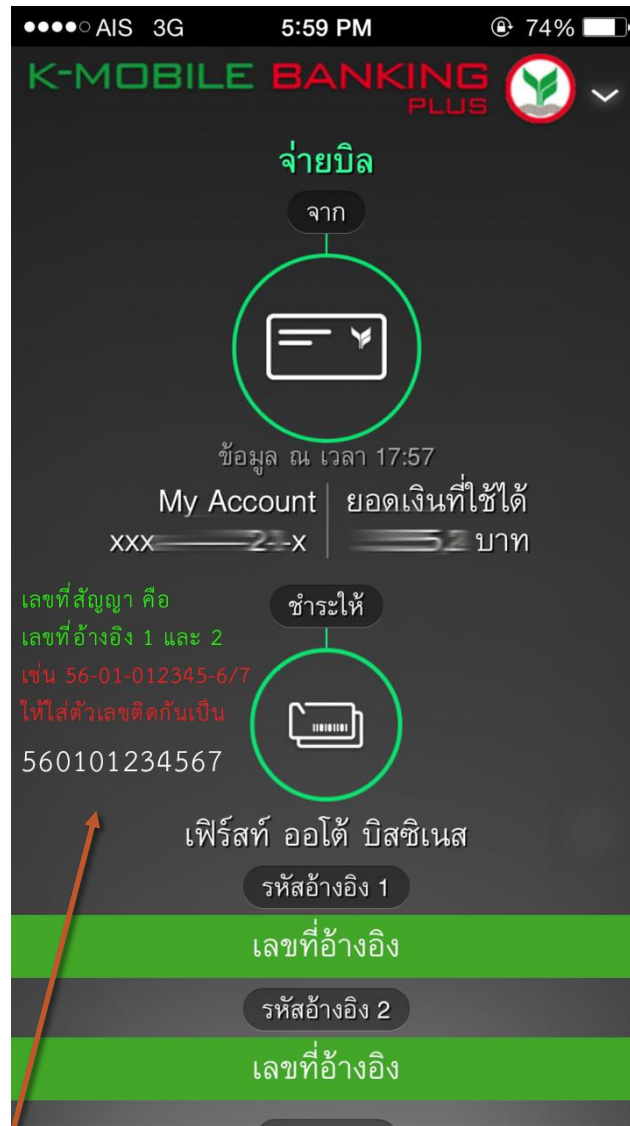 AIS 3G 5:59 PM 74%
K-MOBILE BANKING
PLUS
จ่ายบิล
จาก
ข้อมูล ณ เวลา 17:57
My Account ยอดเงินที่ใช้ได้
xxx 2-x บาท
เลขที่สัญญา คือ
เลขที่อ้างอิง 1 และ 2
เช่น 56-01-012345-6/7
ให้ใส่ตัวเลขติดกันเป็น
560101234567
ชำระให้
เฟิร์สท์ ออโต้ บิสซิเนส
รหัสอ้างอิง 1
เลขที่อ้างอิง
รหัสอ้างอิง 2
เลขที่อ้างอิง